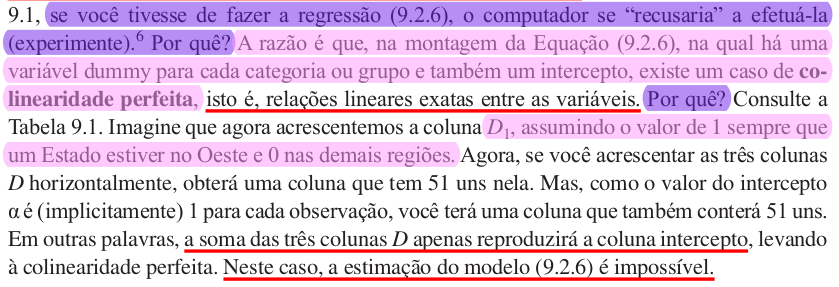 9.1, se você tivesse de fazer a regressão (9.2.6), o computador se “recusaria” a efetuá-la
(experimente).⁶ Por quê? A razão é que, na montagem da Equação (9.2.6), na qual há uma
variável dummy para cada categoria ou grupo e também um intercepto, existe um caso de co-
linearidade perfeita, isto é, relações lineares exatas entre as variáveis. Por quê? Consulte a
Tabela 9.1. Imagine que agora acrescentemos a coluna D₁, assumindo o valor de 1 sempre que
um Estado estiver no Oeste e 0 nas demais regiões. Agora, se você acrescentar as três colunas
D horizontalmente, obterá uma coluna que tem 51 uns nela. Mas, como o valor do intercepto
α é (implicitamente) 1 para cada observação, você terá uma coluna que também conterá 51 uns.
Em outras palavras, a soma das três colunas D apenas reproduzirá a coluna intercepto, levando
à colinearidade perfeita. Neste caso, a estimação do modelo (9.2.6) é impossível.